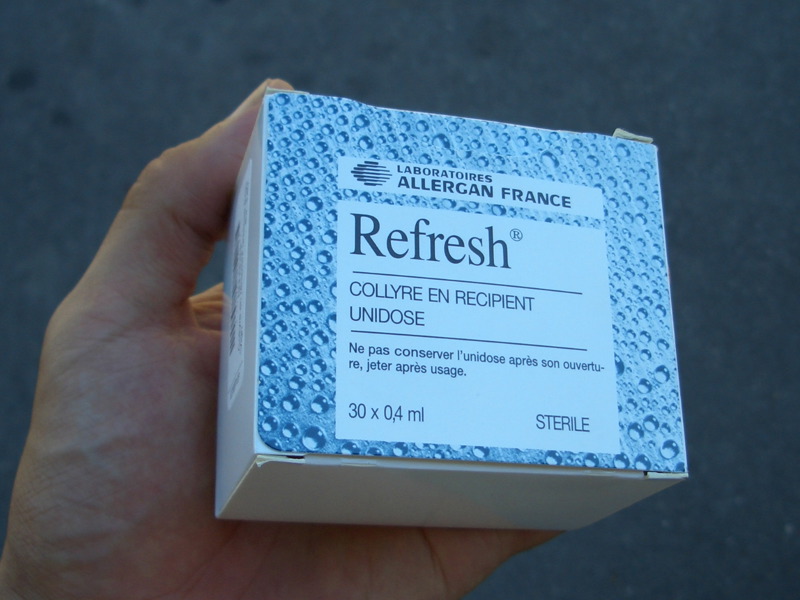 LABORATOIRES
ALLERGAN FRANCE
Refresh®
COLLYRE EN RECIPIENT
UNIDOSE
Ne pas conserver l'unidose après son ouvertu-
re, jeter après usage.
30 x 0,4 ml
STERILE